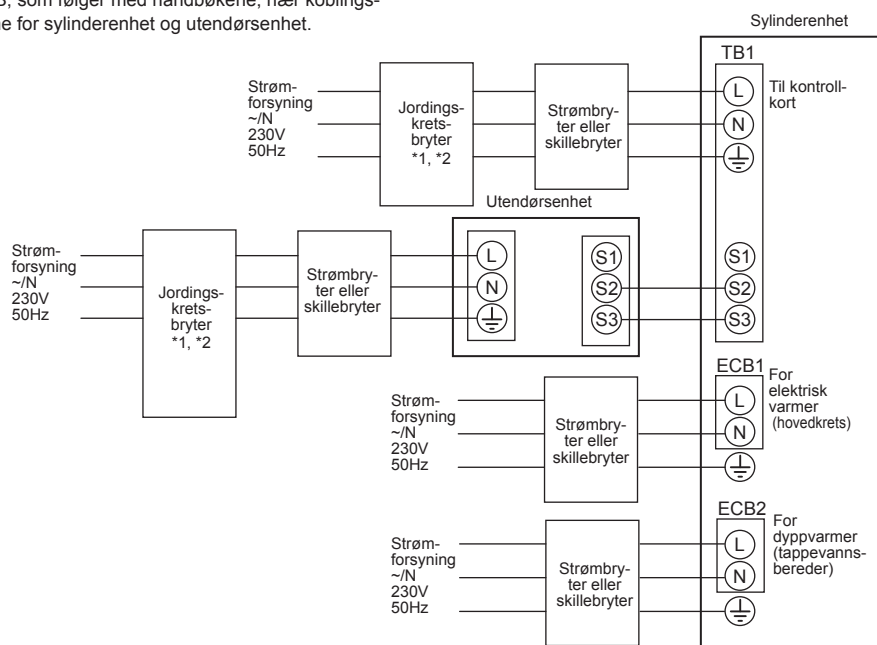 B, som følger med håndbøkene, nær koblings-
ne for sylinderenhet og utendørsenhet.
Sylinderenhet
TB1
Strøm-
forsyning
~/N
230V
50Hz
Jordings-
krets-
bryter
*1, *2
Strømbry-
ter eller
skillebryter
L
N
Til kontroll-
kort
Utendørsenhet
Strøm-
forsyning
~/N
230V
50Hz
Jordings-
krets-
bryter
*1, *2
Strømbry-
ter eller
skillebryter
L
N
S1
S2
S3
S1
S2
S3
ECB1
Strøm-
forsyning
~/N
230V
50Hz
Strømbry-
ter eller
skillebryter
L
N
For
elektrisk
varmer
(hovedkrets)
ECB2
Strøm-
forsyning
~/N
230V
50Hz
Strømbry-
ter eller
skillebryter
L
N
For
dyppvarmer
(tappevanns-
bereder)